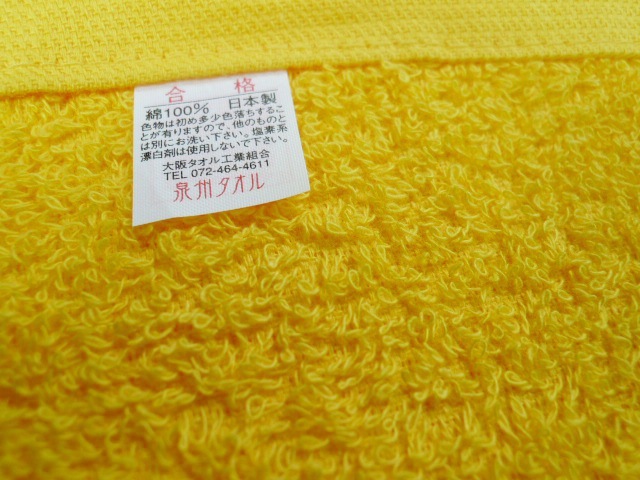 合格
綿100% 日本製
色物は初め多少色落ちするこ
とが有りますので、他のものと
は別にお洗い下さい。塩素系
漂白剤は使用しないで下さい。
大阪タオル工業組合
TEL 072-464-4611
泉州タオル